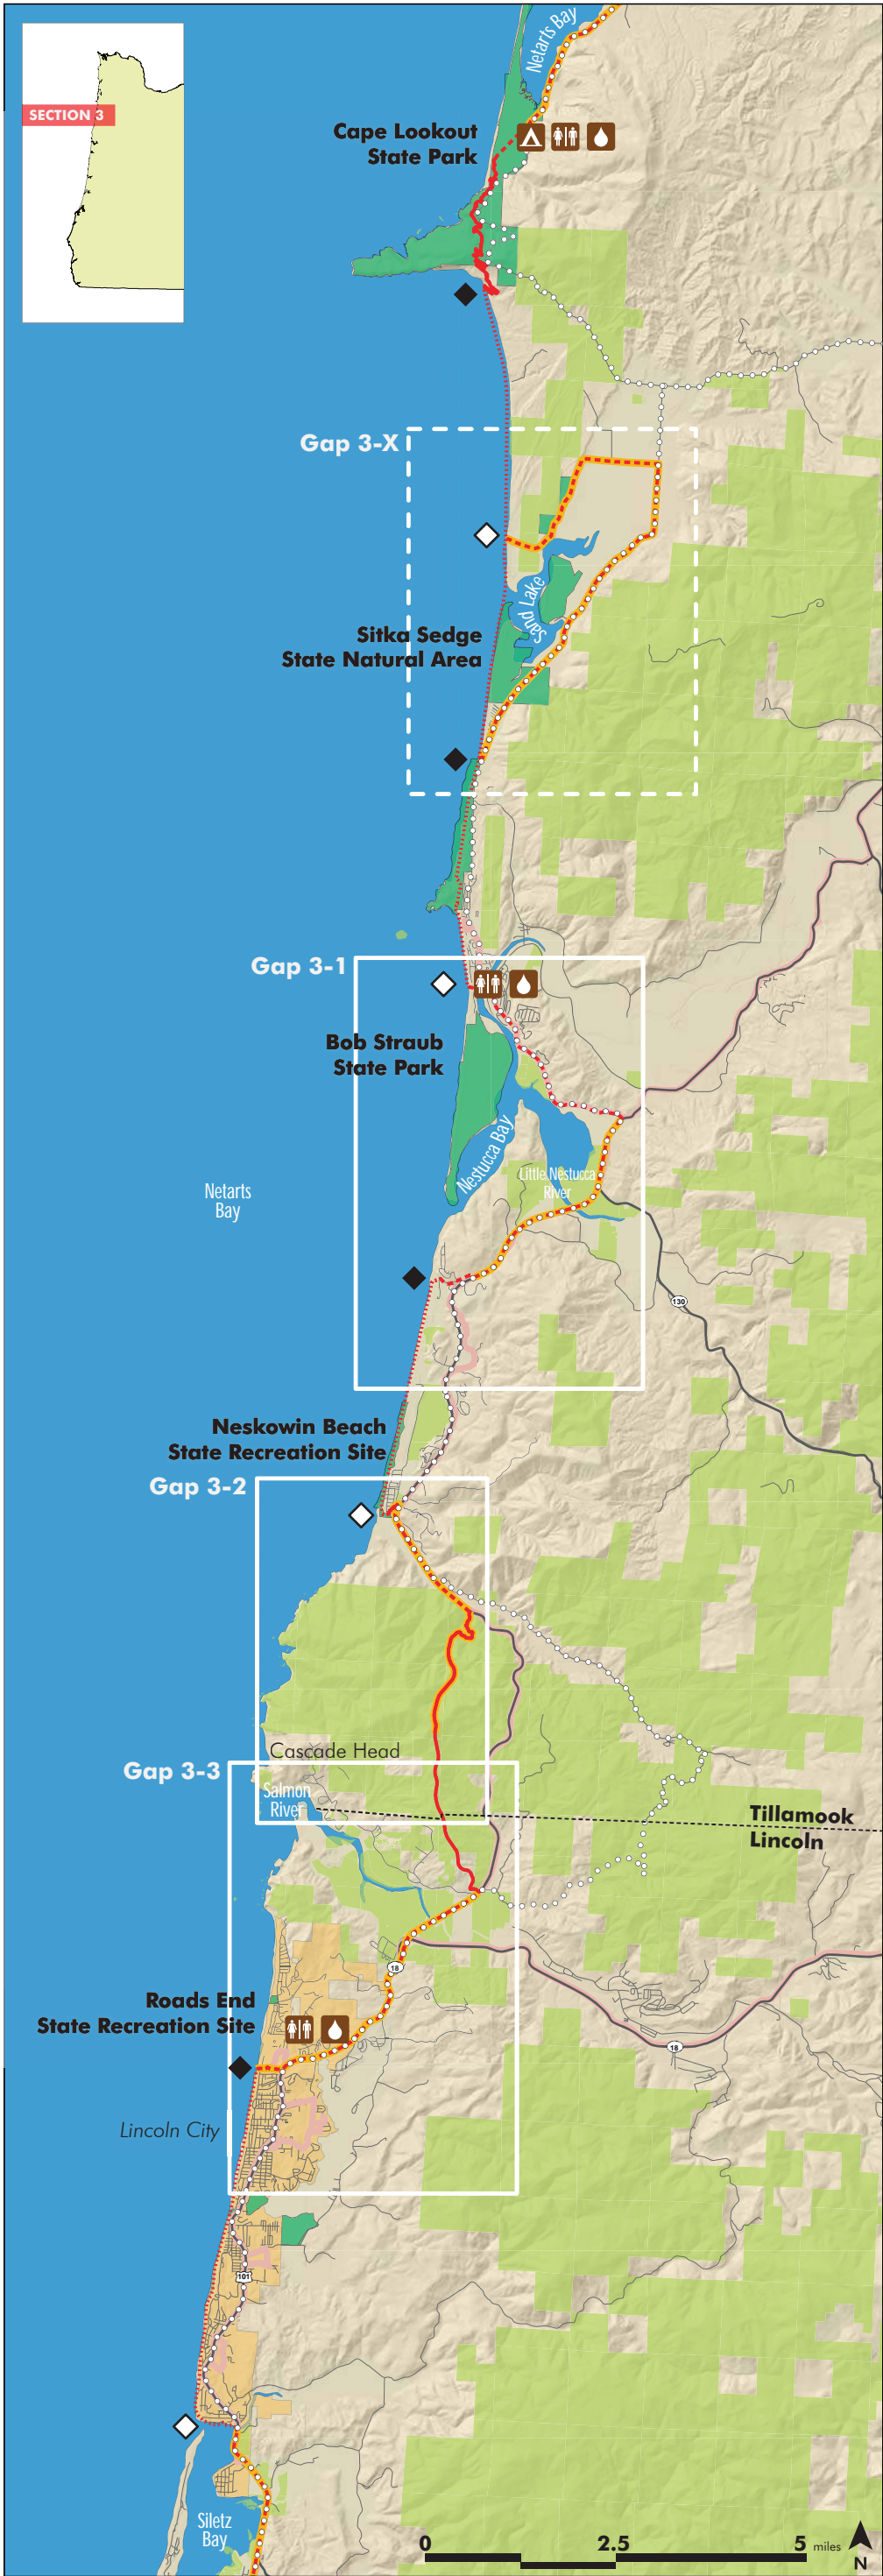 Netarts Bay
SECTION 3
Cape Lookout
State Park
Gap 3-X
Sand Lake
Sitka Sedge
State Natural Area
Gap 3-1
Bob Straub
State Park
Nestucca Bay
Little Nestucca
River
Netarts
Bay
130
Neskowin Beach
State Recreation Site
Gap 3-2
Cascade Head
Gap 3-3
Salmon
River
Tillamook
Lincoln
18
Roads End
State Recreation Site
18
Lincoln City
101
Siletz
Bay
0 2.5 5 miles
N